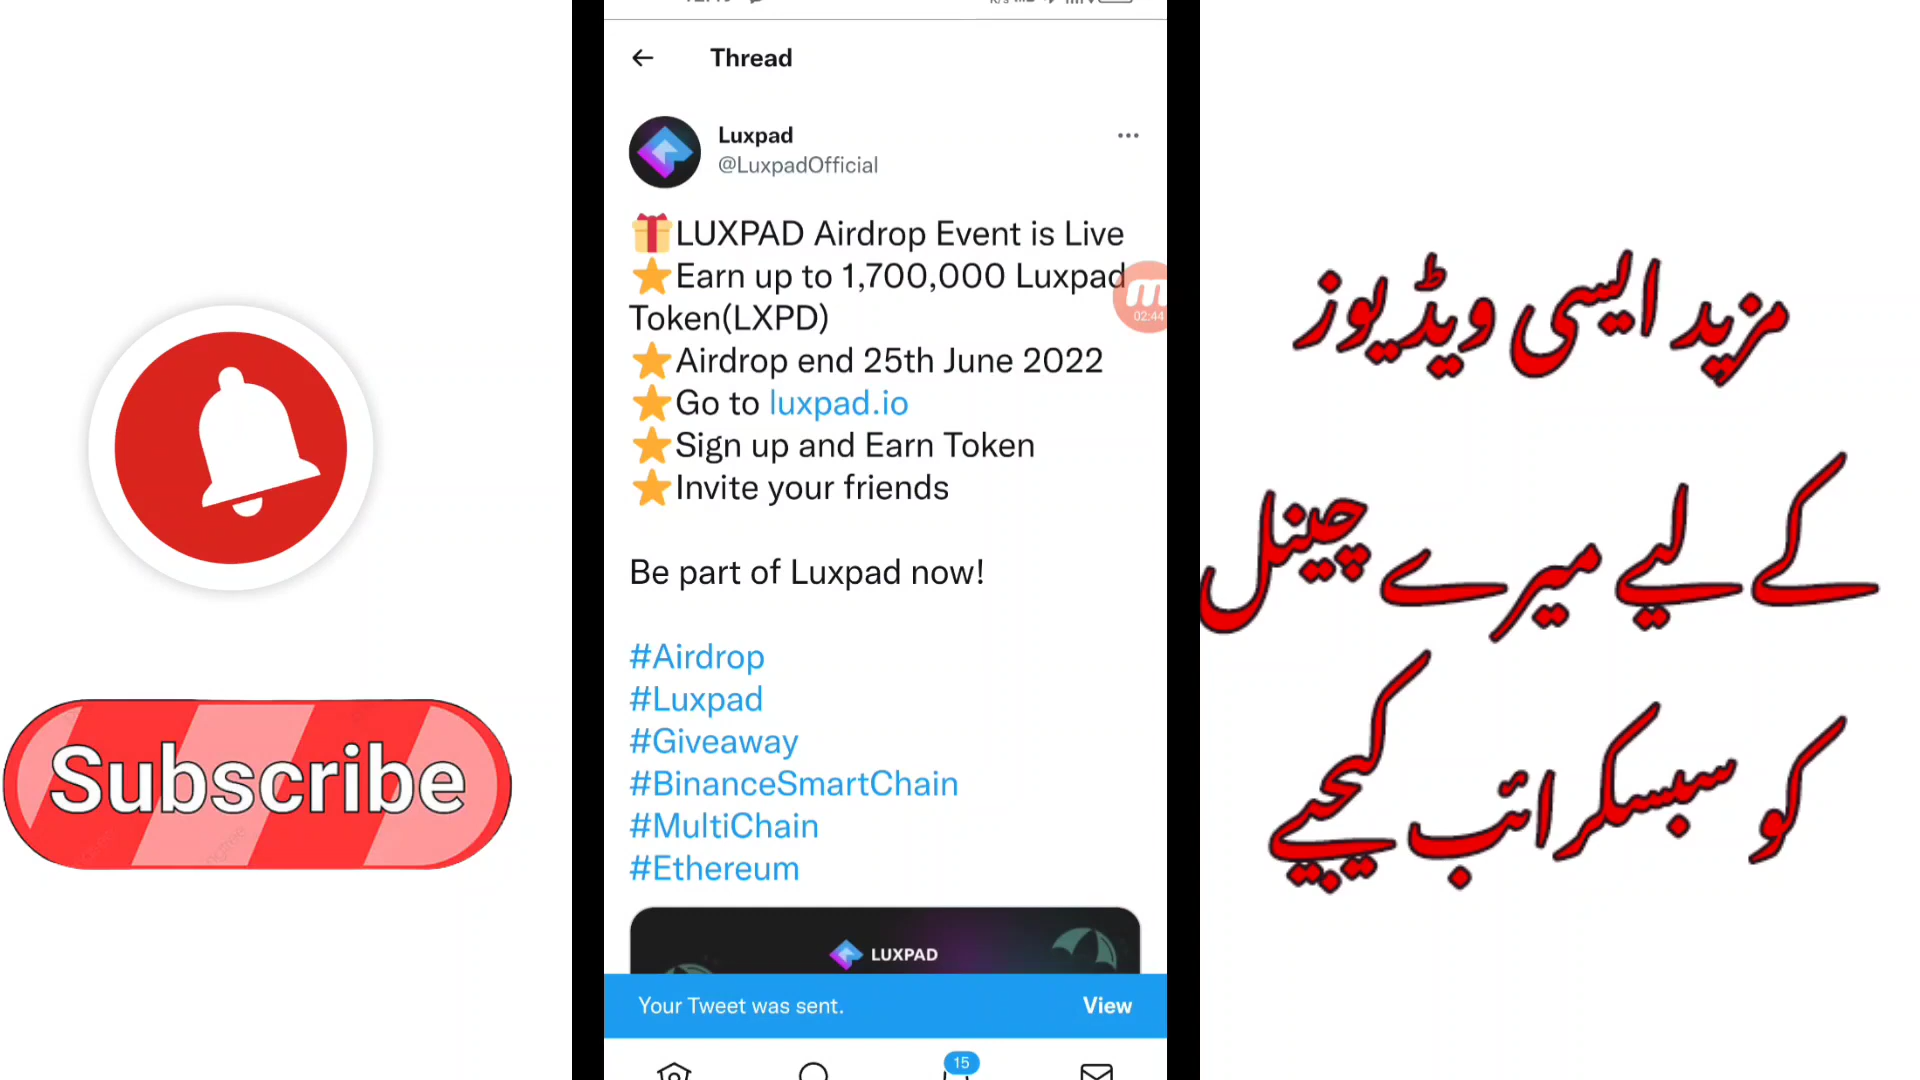 Thread
Luxpad
@LuxpadOfficial
🎁LUXPAD Airdrop Event is Live
⭐Earn up to 1,700,000 Luxpad
Token(LXPD)
⭐Airdrop end 25th June 2022
⭐Go to luxpad.io
⭐Sign up and Earn Token
⭐Invite your friends
Be part of Luxpad now!
#Airdrop
#Luxpad
#Giveaway
#BinanceSmartChain
#MultiChain
#Ethereum
LUXPAD
Your Tweet was sent.
View
15
02:44
Subscribe
مزید ایسی ویڈیوز
کے لیے میرے چینل
کو سبسکرائب کیجیے